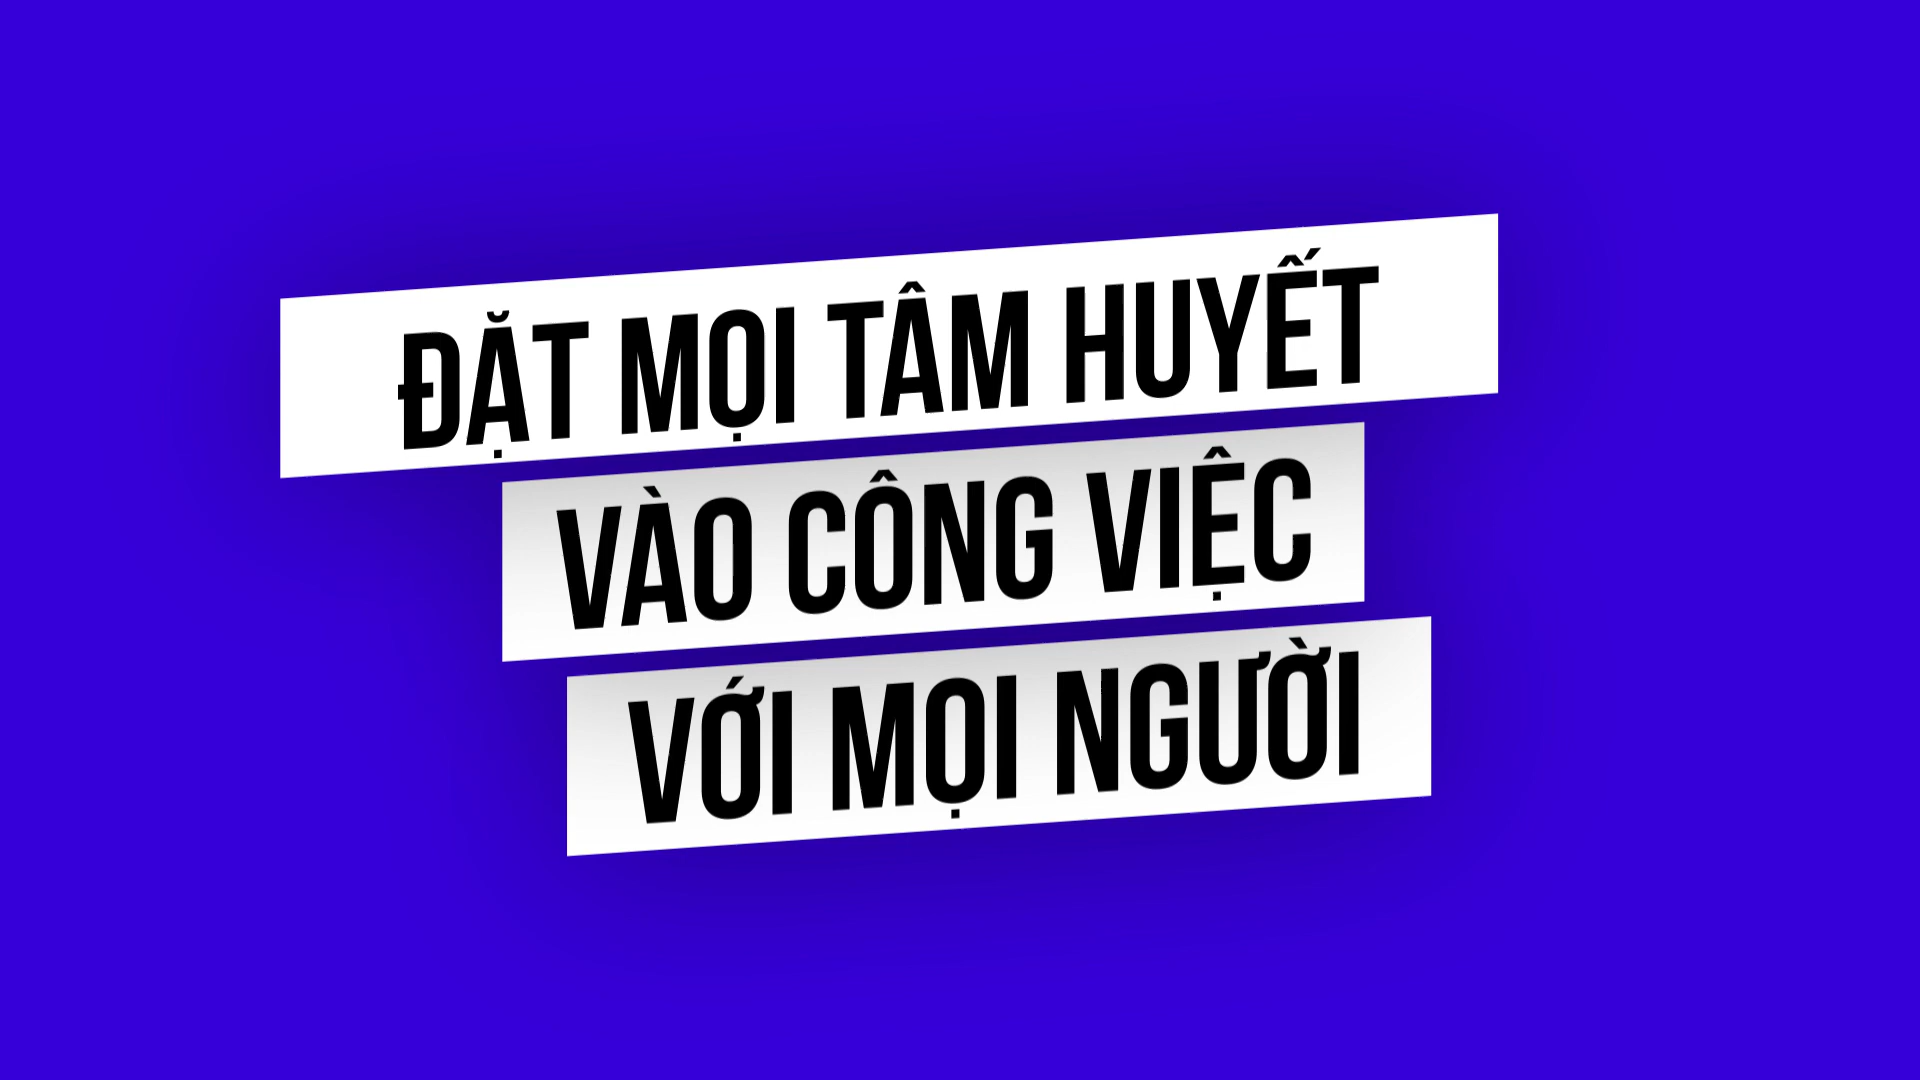 ĐẶT MỌI TÂM HUYẾT
VÀO CÔNG VIỆC
VỚI MỌI NGƯỜI